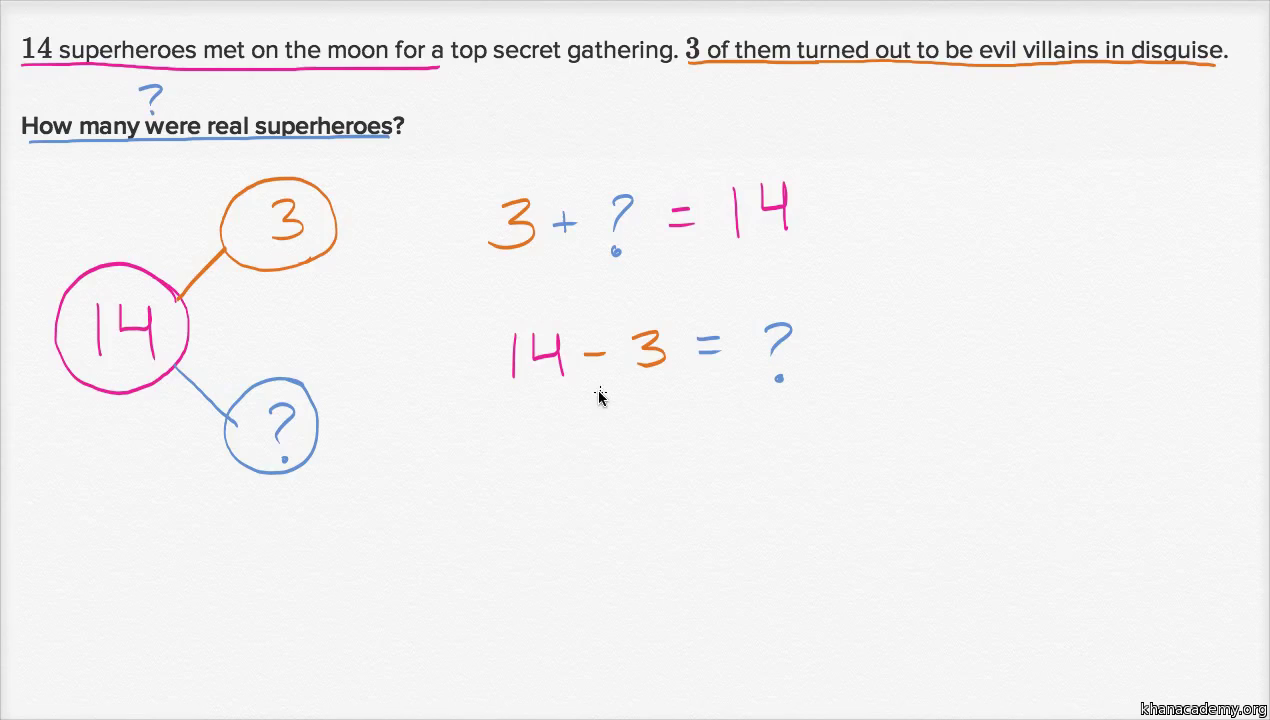 14 superheroes met on the moon for a top secret gathering. 3 of them turned out to be evil villains in disguise.
?
How many were real superheroes?
3
3 + ? = 14
14
14 - 3 = ?
?
khanacademy.org